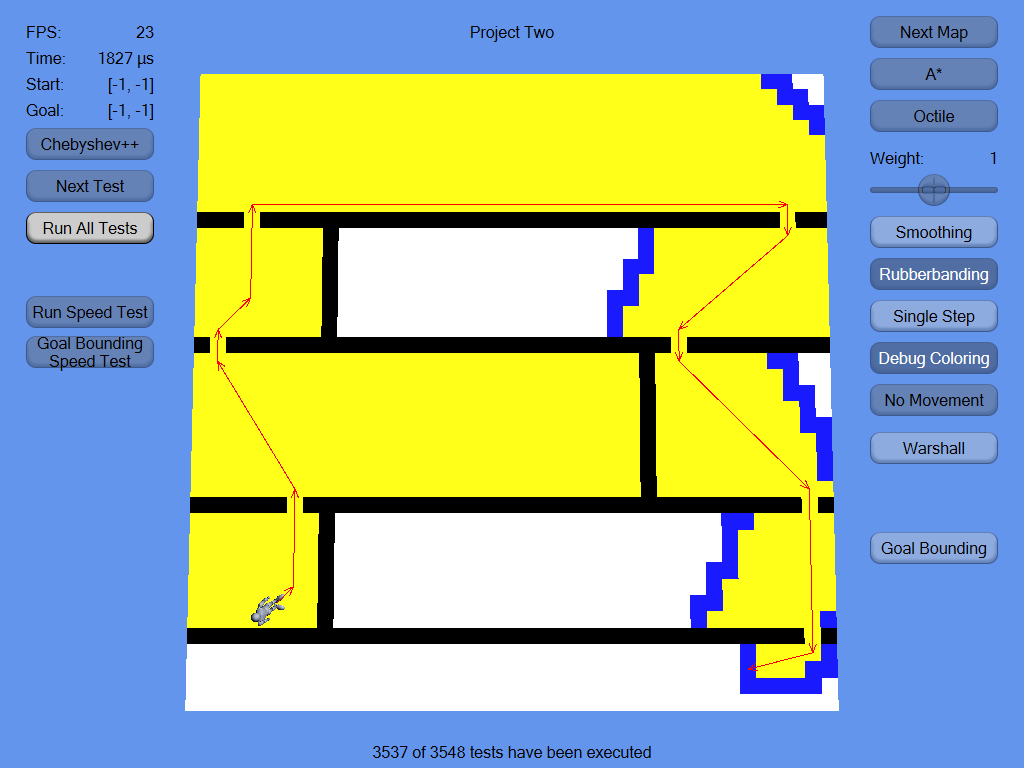 FPS: 23
Time: 1827 µs
Start: [-1, -1]
Goal: [-1, -1]
Chebyshev++
Next Test
Run All Tests
Run Speed Test
Goal Bounding
Speed Test
Project Two
Next Map
A*
Octile
Weight: 1
Smoothing
Rubberbanding
Single Step
Debug Coloring
No Movement
Warshall
Goal Bounding
3537 of 3548 tests have been executed